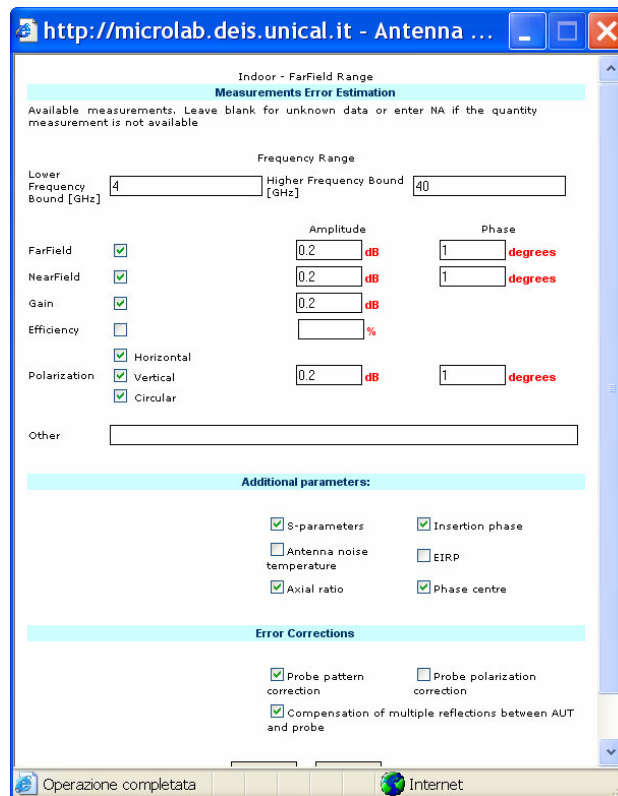 http://microlab.deis.unical.it - Antenna ...
Indoor - FarField Range
Measurements Error Estimation
Available measurements. Leave blank for unknown data or enter NA if the quantity
measurement is not available
Frequency Range
Lower Frequency Bound [GHz] 4 Higher Frequency Bound [GHz] 40
Amplitude Phase
FarField 0.2 dB 1 degrees
NearField 0.2 dB 1 degrees
Gain 0.2 dB
Efficiency %
Horizontal
Polarization Vertical 0.2 dB 1 degrees
Circular
Other
Additional parameters:
S-parameters Insertion phase
Antenna noise temperature EIRP
Axial ratio Phase centre
Error Corrections
Probe pattern correction Probe polarization correction
Compensation of multiple reflections between AUT
and probe
Operazione completata Internet